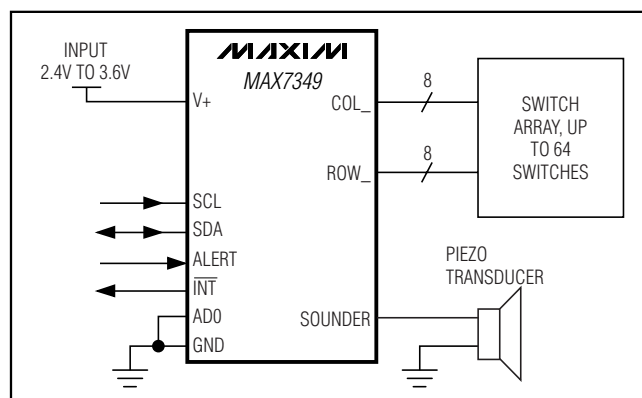 INPUT
2.4V TO 3.6V
MAXIM
MAX7349
V+
SCL
SDA
ALERT
INT
AD0
GND
COL_
ROW_
SOUNDER
8
8
SWITCH
ARRAY, UP
TO 64
SWITCHES
PIEZO
TRANSDUCER